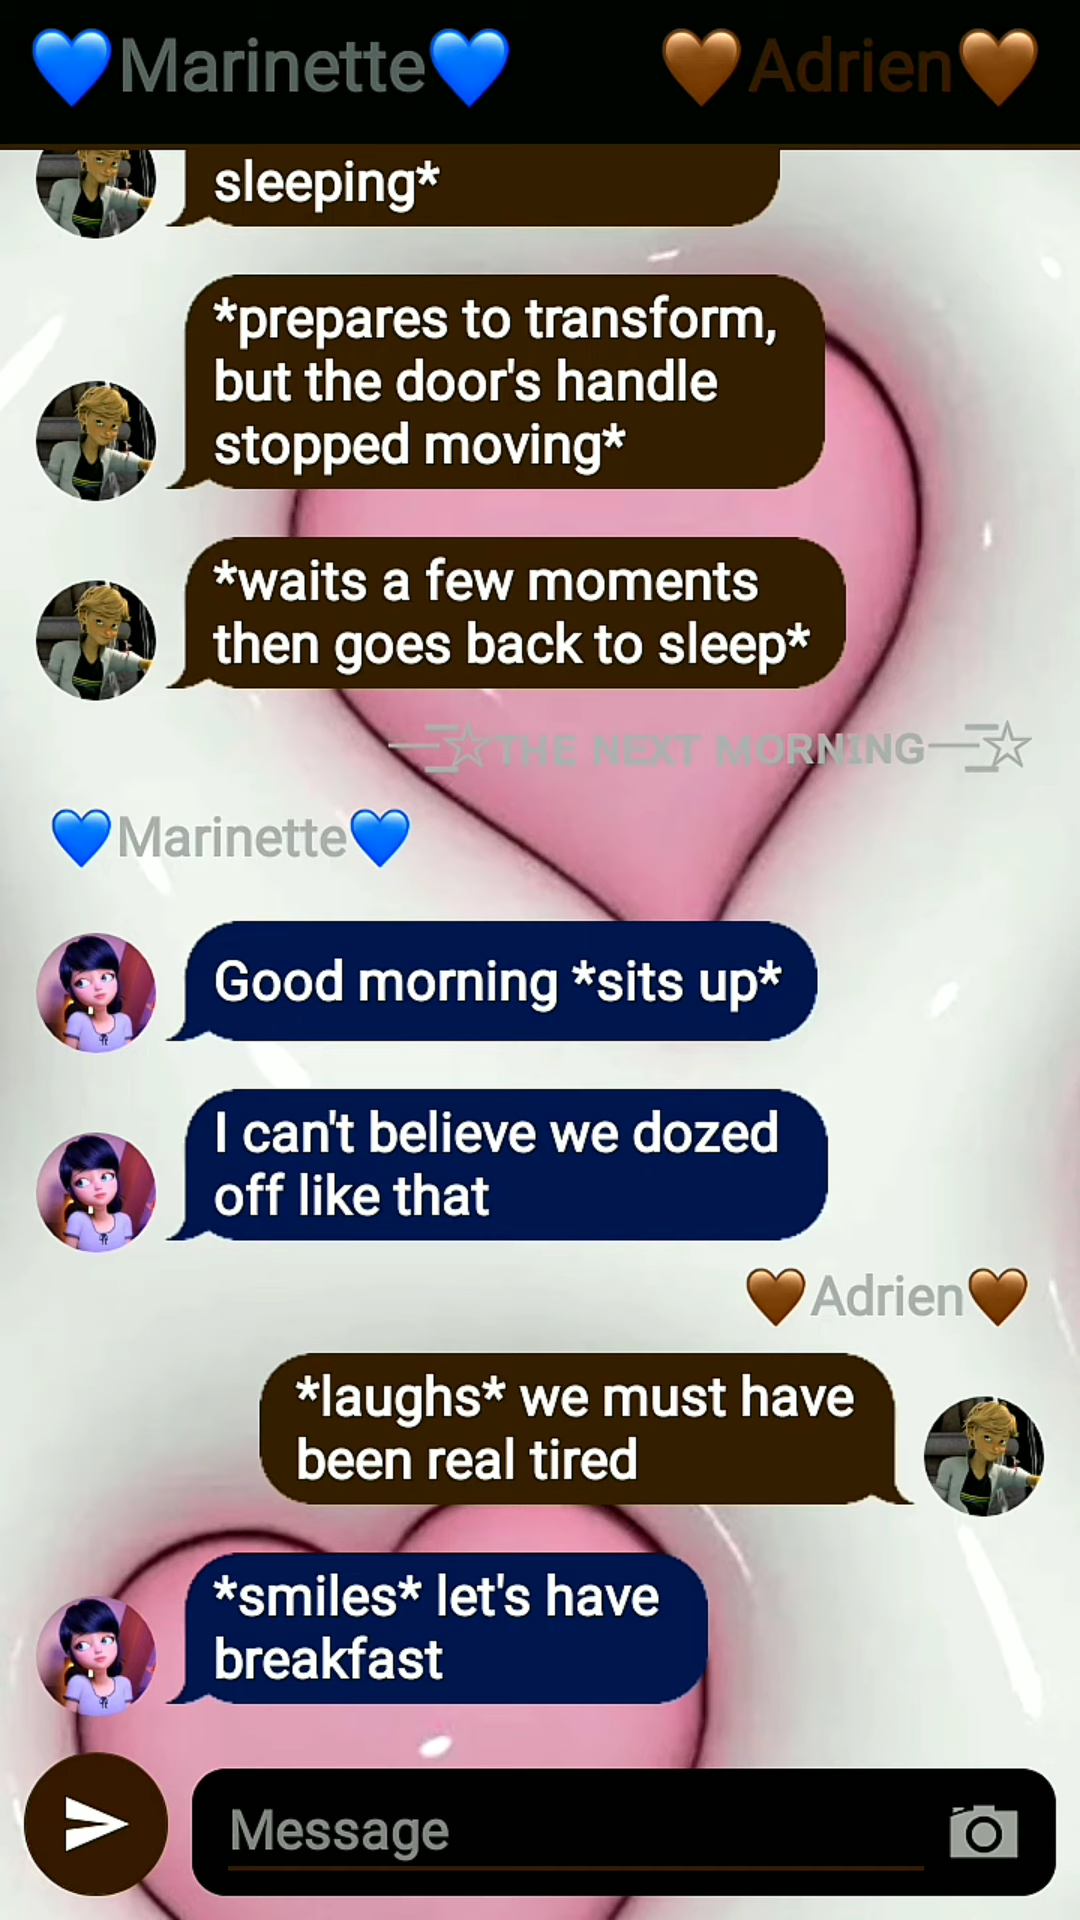 💙Marinette💙 🤎Adrien🤎
sleeping*
*prepares to transform,
but the door's handle
stopped moving*
*waits a few moments
then goes back to sleep*
—Ξ☆THE NEXT MORNING—Ξ☆
💙Marinette💙
Good morning *sits up*
I can't believe we dozed
off like that
🤎Adrien🤎
*laughs* we must have
been real tired
*smiles* let's have
breakfast
Message